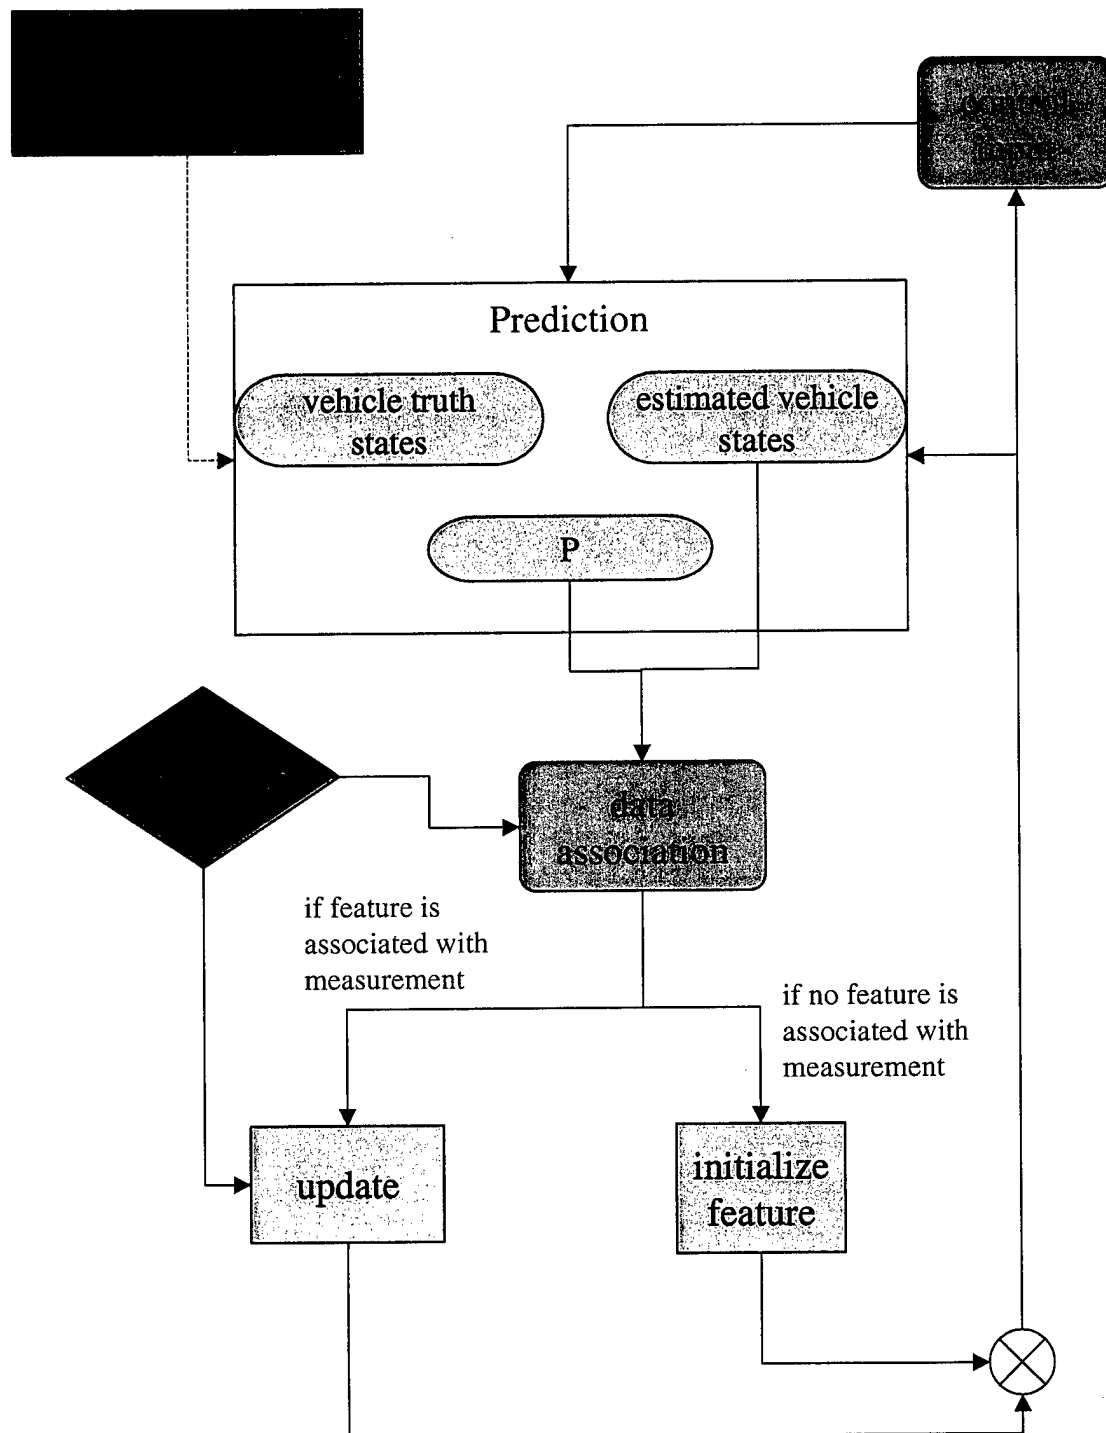 Prediction
vehicle truth
states
estimated vehicle
states
P
data
association
if feature is
associated with
measurement
if no feature is
associated with
measurement
update
initialize
feature